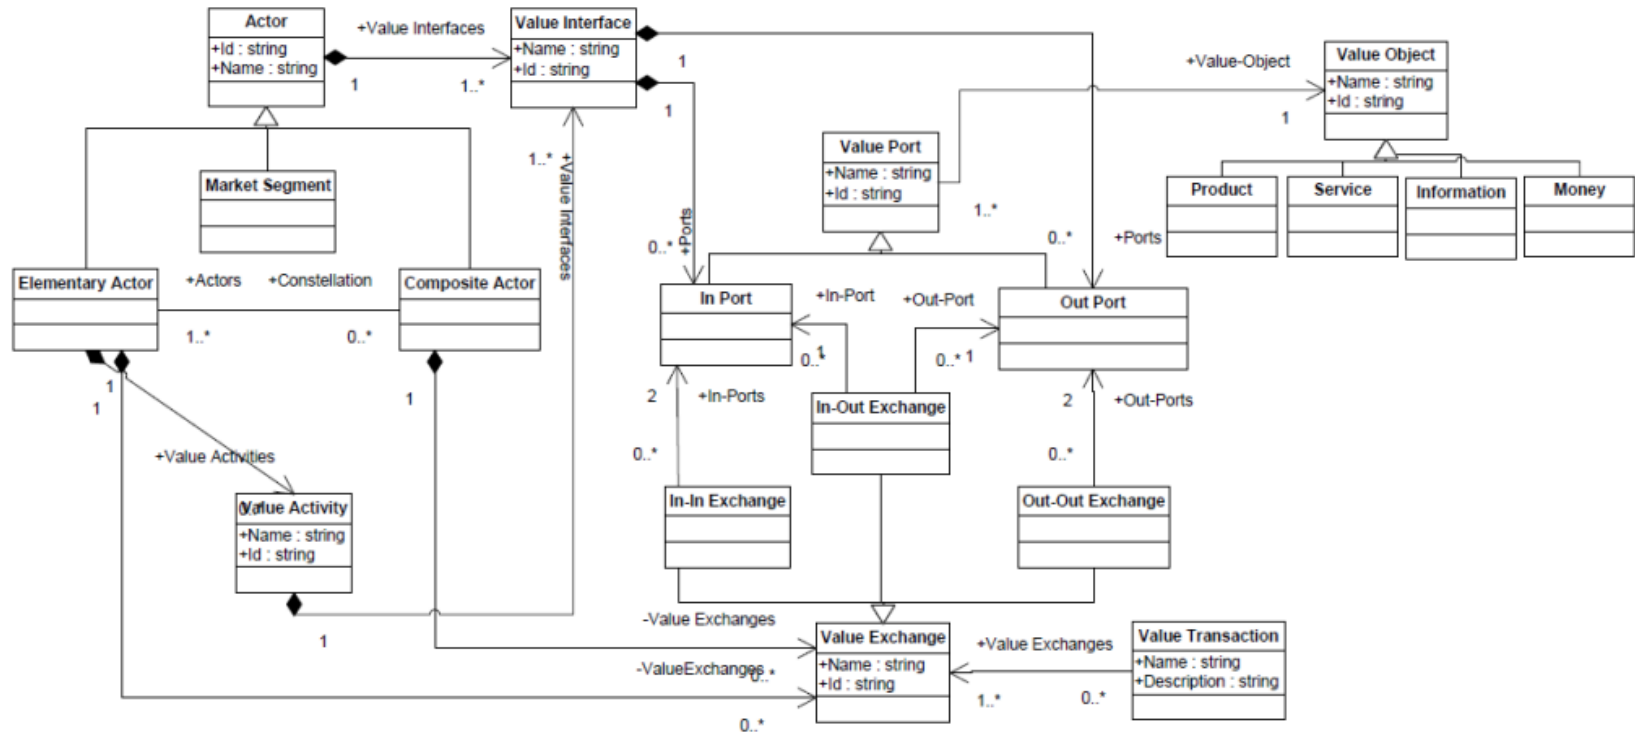 Actor
+Id : string
+Name : string
+Value Interfaces
1
1..*
Value Interface
+Name : string
+Id : string
1
1
+Value-Object
1
Value Object
+Name : string
+Id : string
Value Port
+Name : string
+Id : string
1..*
Market Segment
1..*
+Value Interfaces
Product
Service
Information
Money
0..*
+Ports
0..*
+Ports
Elementary Actor
+Actors
+Constellation
1..*
0..*
Composite Actor
In Port
+In-Port
+Out-Port
Out Port
0..*
1
0..*
1
1
1
1
2
+In-Ports
In-Out Exchange
2
+Out-Ports
0..*
0..*
+Value Activities
0..*
Value Activity
+Name : string
+Id : string
In-In Exchange
Out-Out Exchange
1
-Value Exchanges
-ValueExchanges
0..*
0..*
Value Exchange
+Name : string
+Id : string
+Value Exchanges
1..*
0..*
Value Transaction
+Name : string
+Description : string